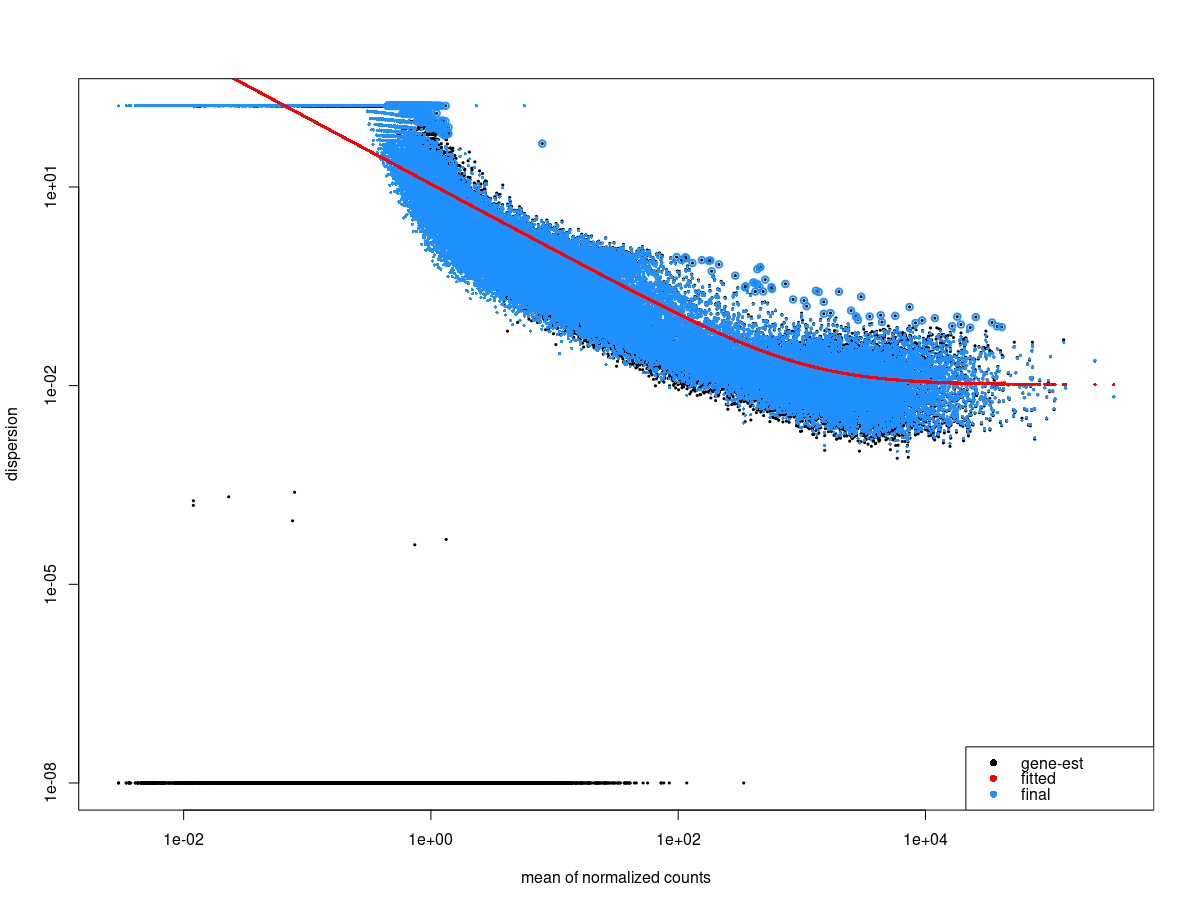 dispersion
1e+01
1e-02
1e-05
1e-08
gene-est
fitted
final
1e-02 1e+00 1e+02 1e+04
mean of normalized counts